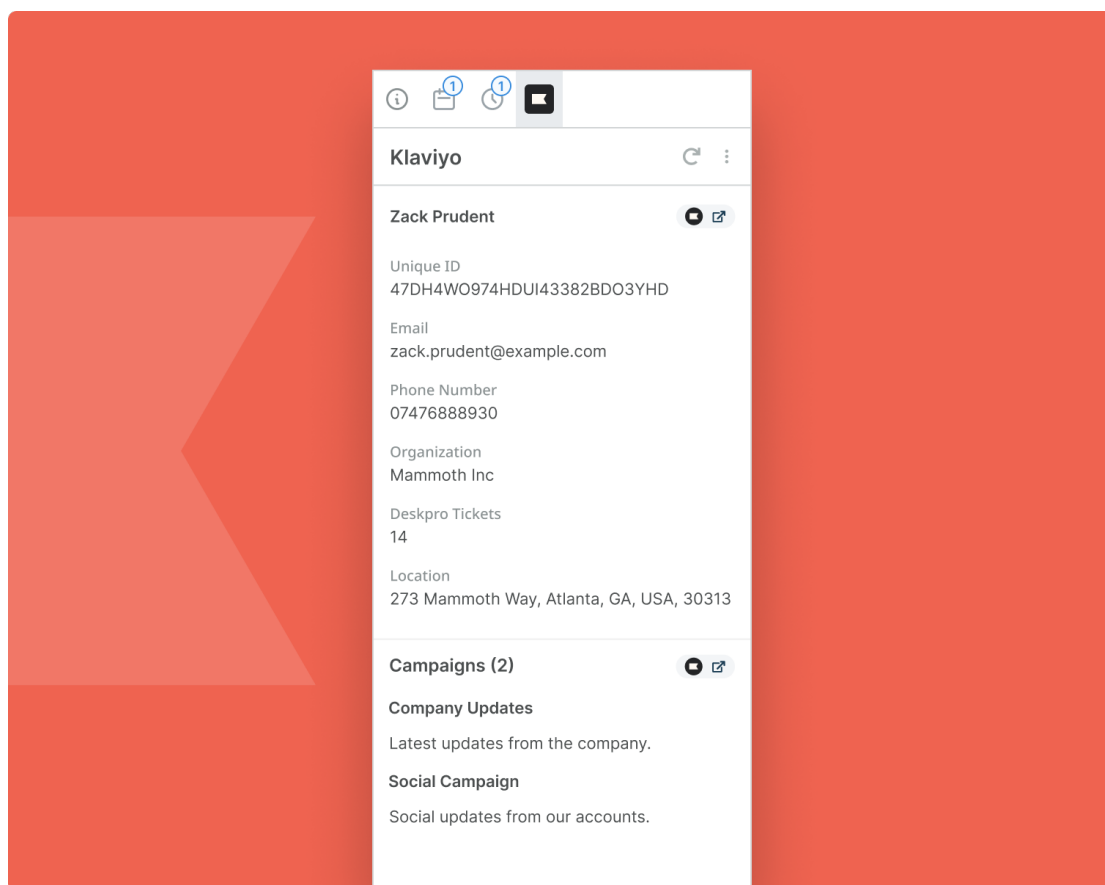 1 1
Klaviyo
Zack Prudent
Unique ID
47DH4WO974HDUI43382BDO3YHD
Email
zack.prudent@example.com
Phone Number
07476888930
Organization
Mammoth Inc
Deskpro Tickets
14
Location
273 Mammoth Way, Atlanta, GA, USA, 30313
Campaigns (2)
Company Updates
Latest updates from the company.
Social Campaign
Social updates from our accounts.